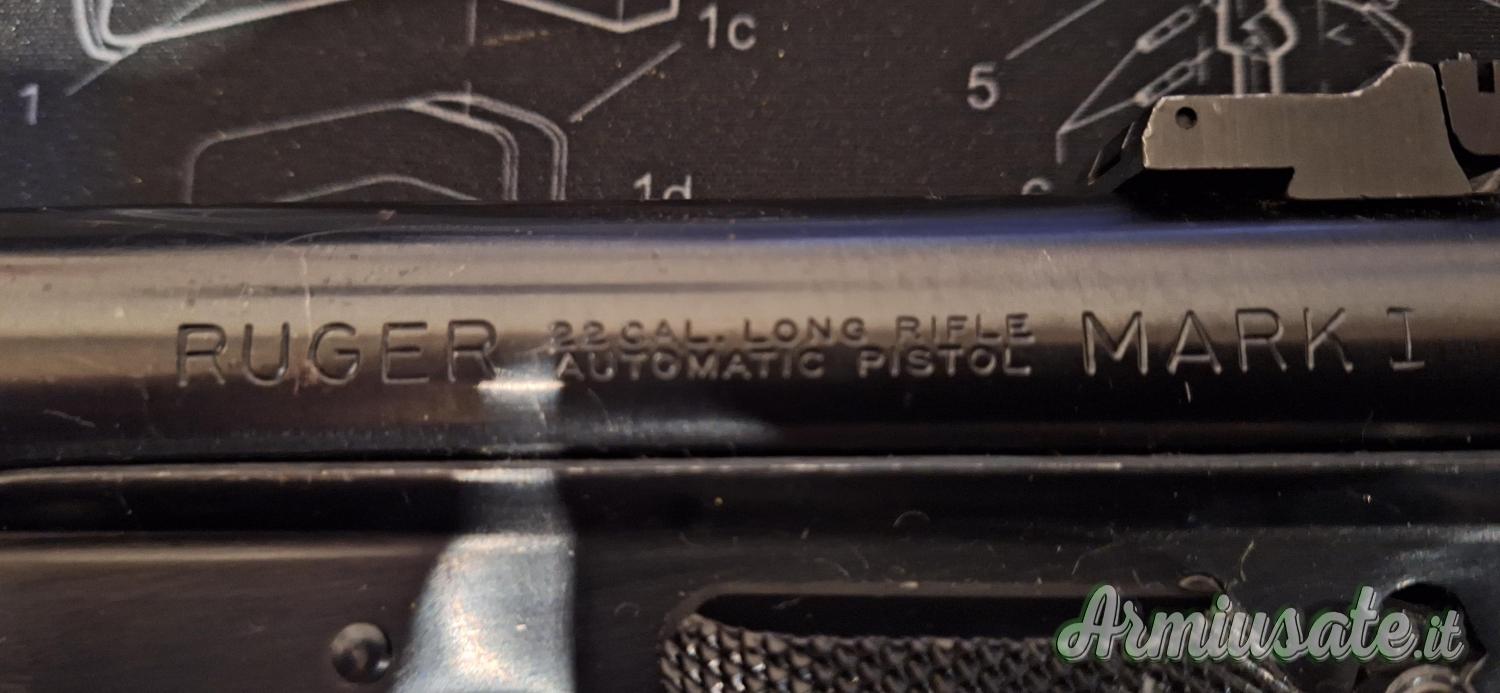 1c
5
1
1d
RUGER 22 CAL. LONG RIFLE AUTOMATIC PISTOL MARK I
Armiusate.it